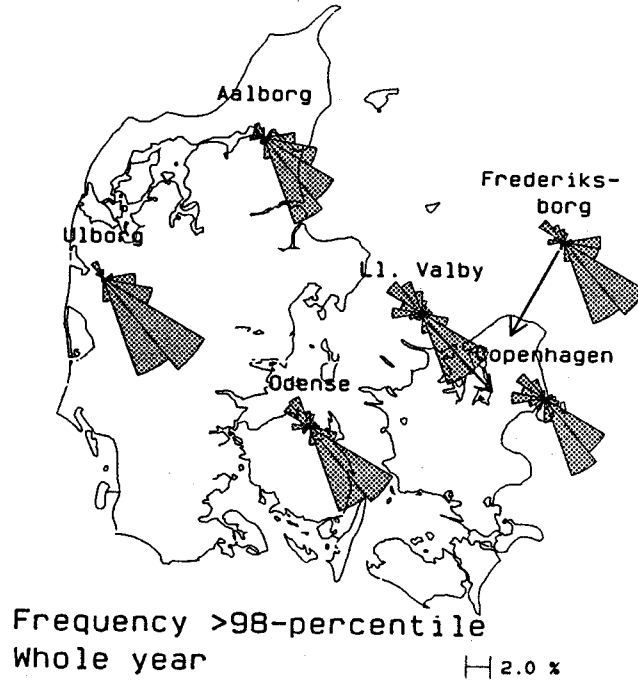 Aalborg
Frederiks-
borg
Ulborg
Ll. Valby
Copenhagen
Odense
Frequency >98-percentile
Whole year
2.0 %